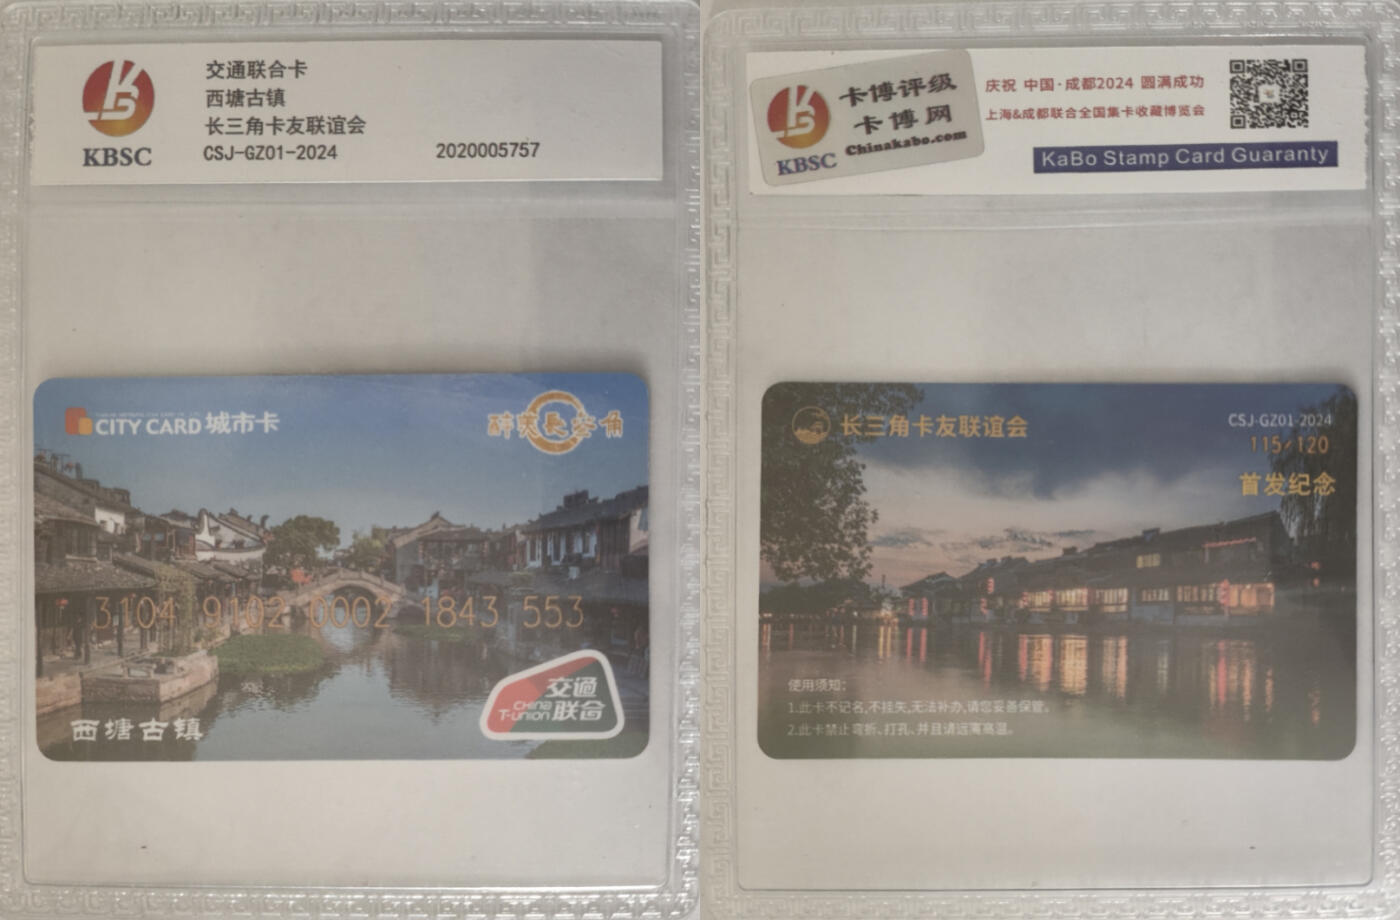 KBSC
交通联合卡
西塘古镇
长三角卡友联谊会
CSJ-GZ01-2024
2020005757
CITY CARD 城市卡
醉美長三角
3104 9102 0002 1843 553
西塘古镇
交通
联合
CHINA
T-UNION
KBSC
卡博评级
卡博网
Chinakabo.com
庆祝 中国·成都2024 圆满成功
上海&成都联合全国集卡收藏博览会
KaBo Stamp Card Guaranty
长三角卡友联谊会
CSJ-GZ01-2024
115/120
首发纪念
使用须知:
1.此卡不记名,不挂失,无法补办,请您妥善保管。
2.此卡禁止弯折、打孔、并且请远离高温。